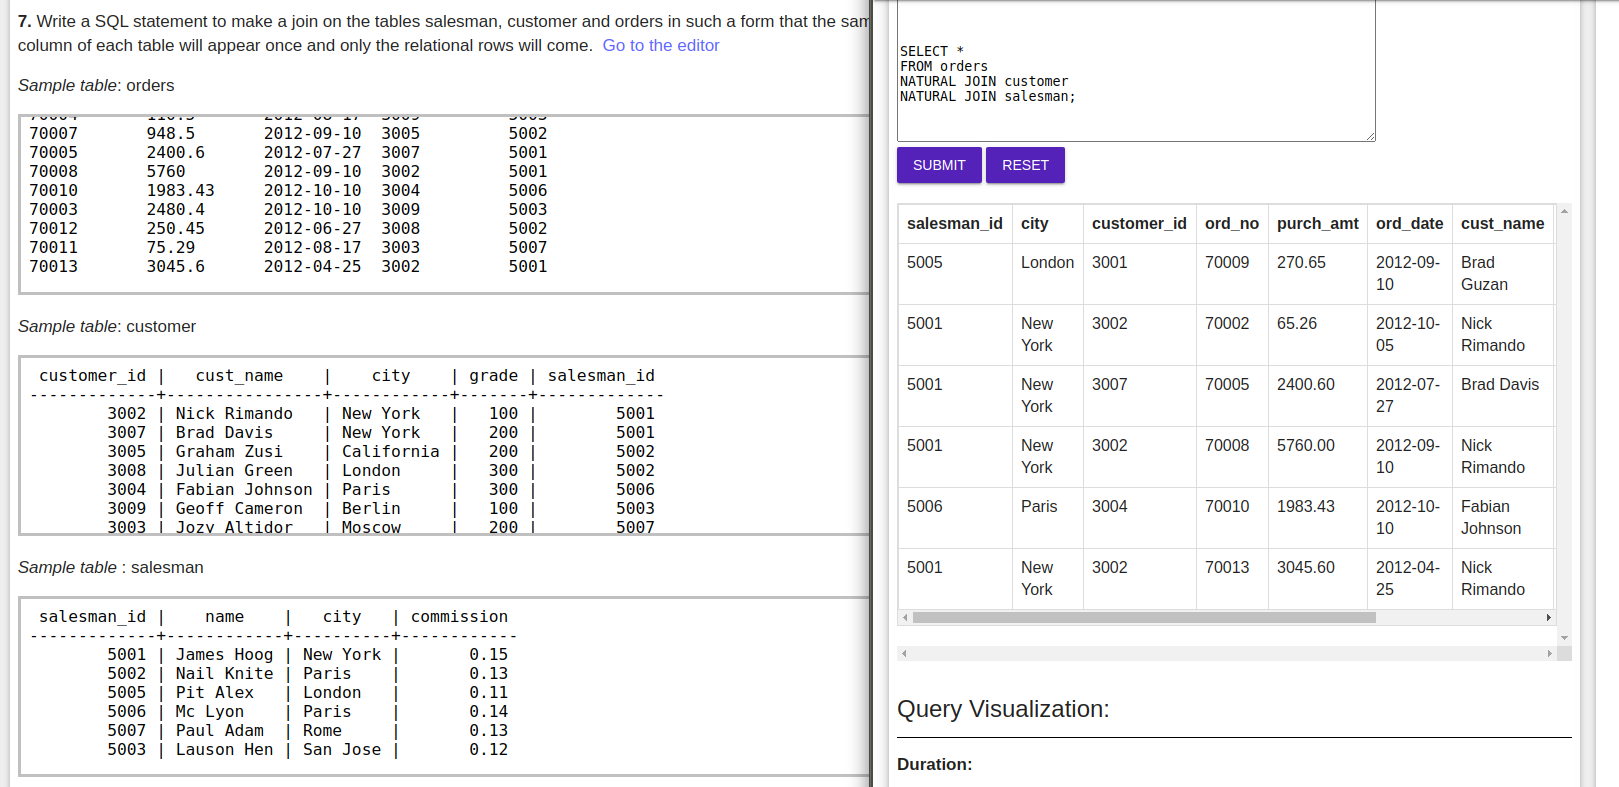 7. Write a SQL statement to make a join on the tables salesman, customer and orders in such a form that the sam
column of each table will appear once and only the relational rows will come. Go to the editor
Sample table: orders
70007 948.5 2012-09-10 3005 5002
70005 2400.6 2012-07-27 3007 5001
70008 5760 2012-09-10 3002 5001
70010 1983.43 2012-10-10 3004 5006
70003 2480.4 2012-10-10 3009 5003
70012 250.45 2012-06-27 3008 5002
70011 75.29 2012-08-17 3003 5007
70013 3045.6 2012-04-25 3002 5001
Sample table: customer
customer_id | cust_name | city | grade | salesman_id
-------------+----------------+------------+-------+-------------
3002 | Nick Rimando | New York | 100 | 5001
3007 | Brad Davis | New York | 200 | 5001
3005 | Graham Zusi | California | 200 | 5002
3008 | Julian Green | London | 300 | 5002
3004 | Fabian Johnson | Paris | 300 | 5006
3009 | Geoff Cameron | Berlin | 100 | 5003
3003 | Jozy Altidor | Moscow | 200 | 5007
Sample table : salesman
salesman_id | name | city | commission
-------------+------------+----------+------------
5001 | James Hoog | New York | 0.15
5002 | Nail Knite | Paris | 0.13
5005 | Pit Alex | London | 0.11
5006 | Mc Lyon | Paris | 0.14
5007 | Paul Adam | Rome | 0.13
5003 | Lauson Hen | San Jose | 0.12
SELECT *
FROM orders
NATURAL JOIN customer
NATURAL JOIN salesman;
SUBMIT RESET
salesman_id city customer_id ord_no purch_amt ord_date cust_name
5005 London 3001 70009 270.65 2012-09- Brad
10 Guzan
5001 New 3002 70002 65.26 2012-10- Nick
York 05 Rimando
5001 New 3007 70005 2400.60 2012-07- Brad Davis
York 27
5001 New 3002 70008 5760.00 2012-09- Nick
York 10 Rimando
5006 Paris 3004 70010 1983.43 2012-10- Fabian
10 Johnson
5001 New 3002 70013 3045.60 2012-04- Nick
York 25 Rimando
Query Visualization:
Duration: